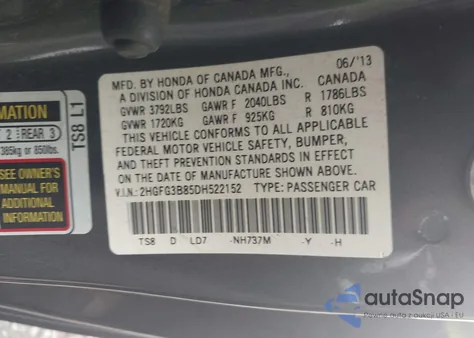 MATION
2 REAR 3
385kg or 850lbs.
SEE OWNER'S
MANUAL FOR
ADDITIONAL
INFORMATION
TS8 L1
06/13
MFD. BY HONDA OF CANADA MFG.,
CANADA
A DIVISION OF HONDA CANADA INC.
GVWR 3792LBS GAWR F 2040LBS R 1786LBS
GVWR 1720KG GAWR F 925KG R 810KG
THIS VEHICLE CONFORMS TO ALL APPLICABLE
FEDERAL MOTOR VEHICLE SAFETY, BUMPER,
AND THEFT PREVENTION STANDARDS IN EFFECT
ON THE DATE OF MANUFACTURE SHOWN ABOVE.
V.I.N.: 2HGFG3B85DH522152 TYPE: PASSENGER CAR
TS8 D LD7 -NH737M -Y -H
autoSnap